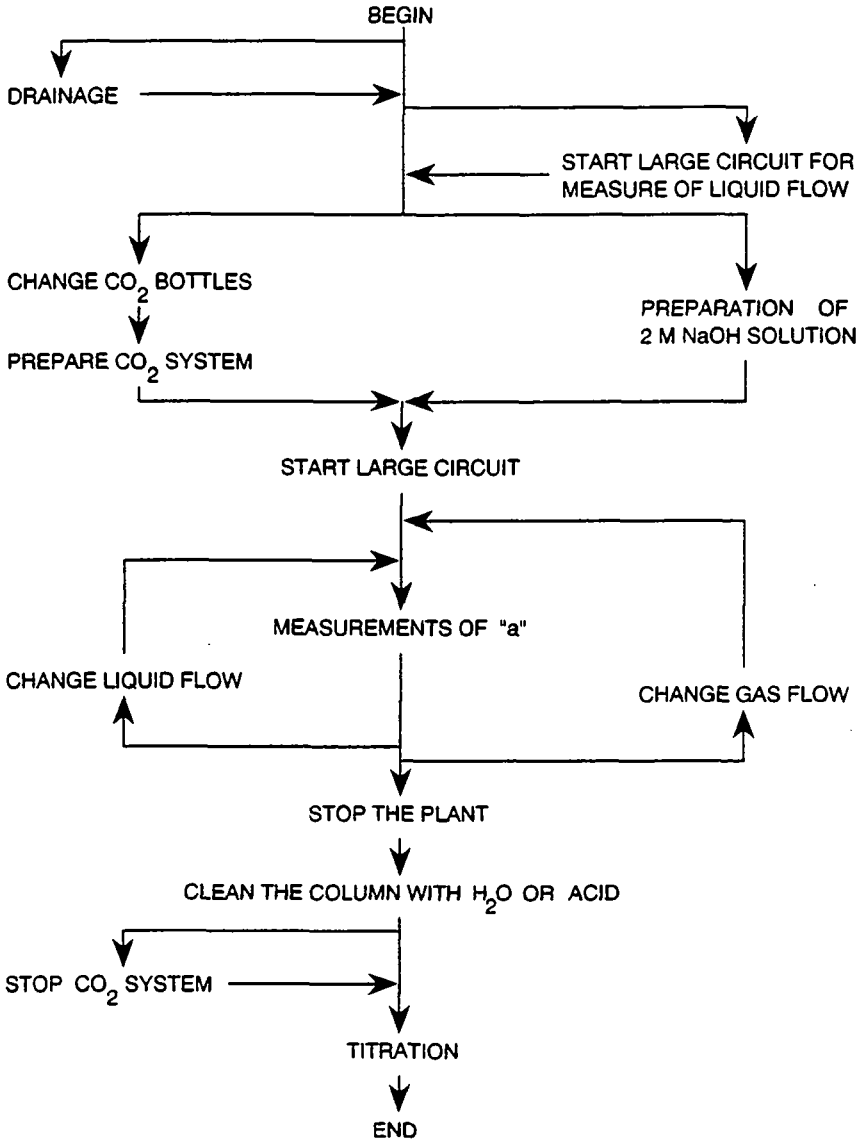 BEGIN
DRAINAGE
START LARGE CIRCUIT FOR
MEASURE OF LIQUID FLOW
CHANGE CO2 BOTTLES
PREPARATION OF
2 M NaOH SOLUTION
PREPARE CO2 SYSTEM
START LARGE CIRCUIT
MEASUREMENTS OF "a"
CHANGE LIQUID FLOW
CHANGE GAS FLOW
STOP THE PLANT
CLEAN THE COLUMN WITH H2O OR ACID
STOP CO2 SYSTEM
TITRATION
END